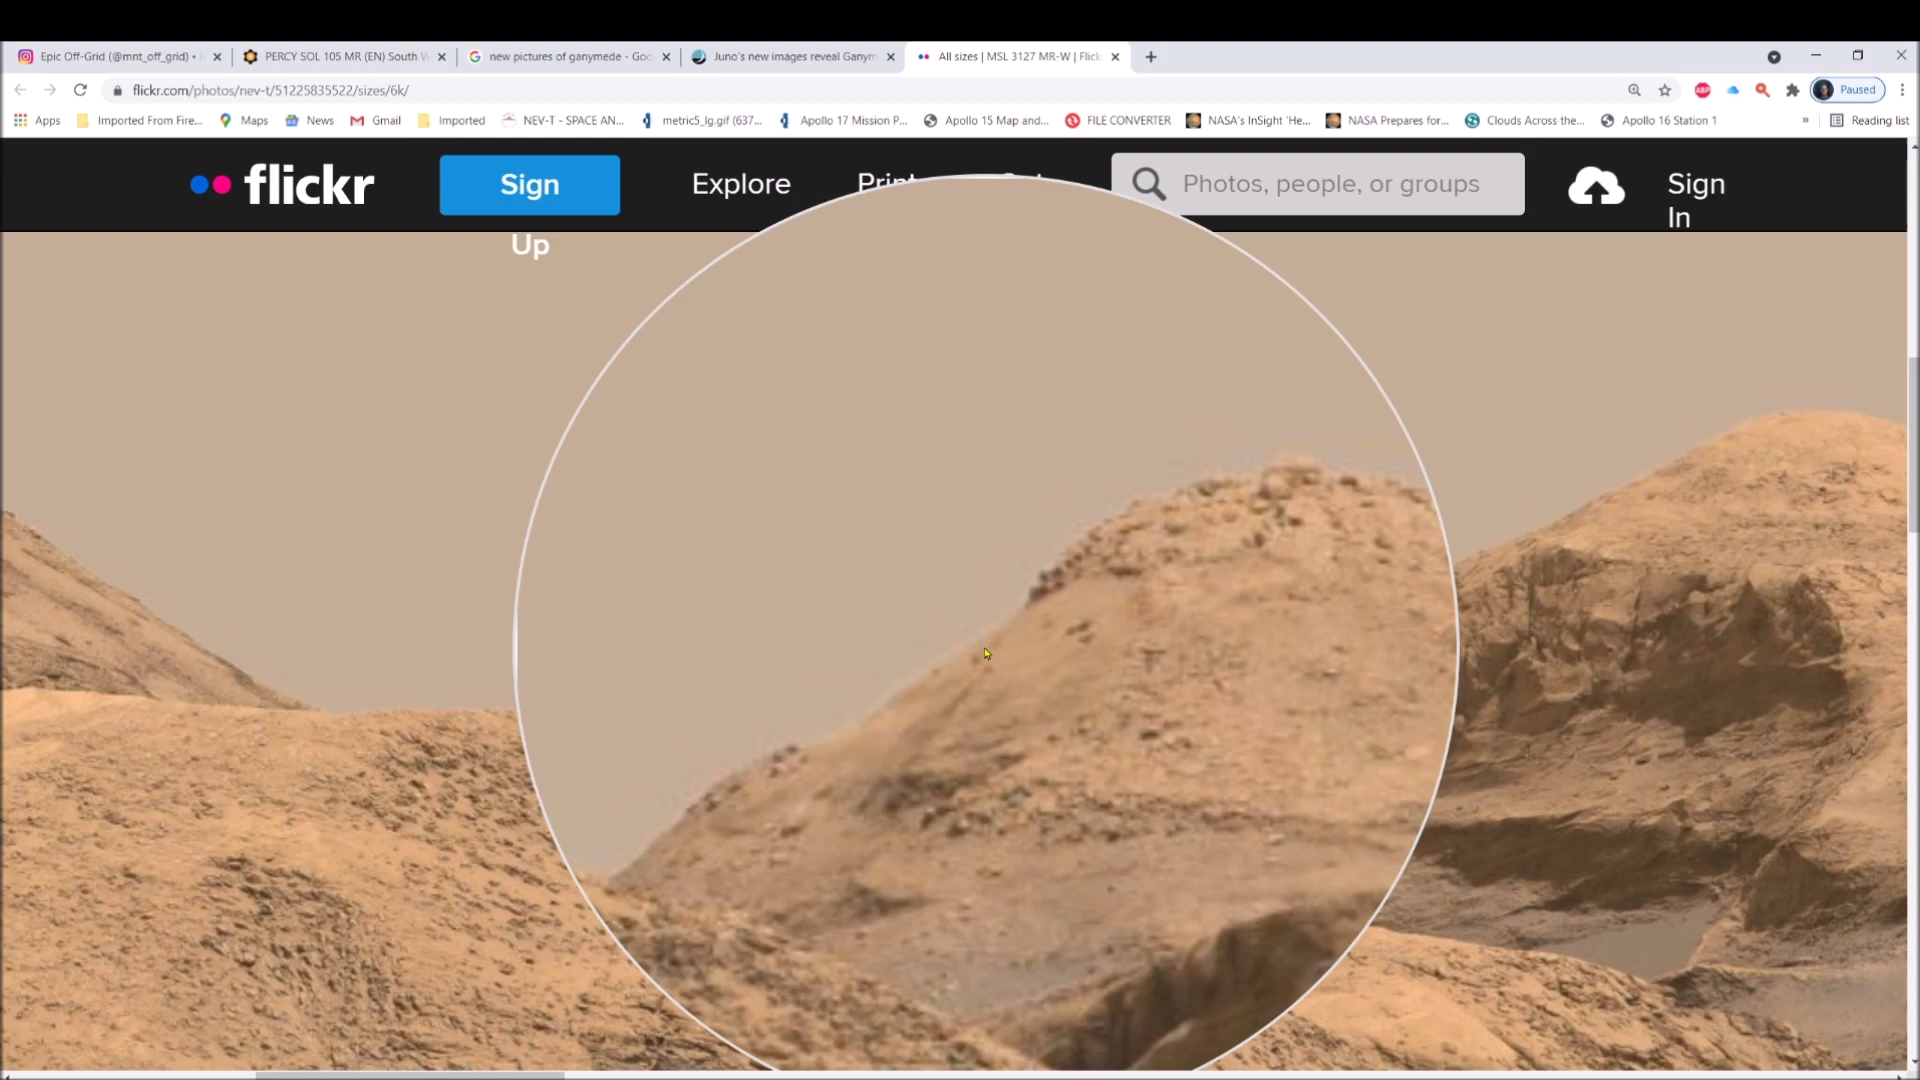 Epic Off-Grid (@mnt_off_grid) •
PERCY SOL 105 MR (EN) South
new pictures of ganymede - Goo
Juno's new images reveal Ganym
All sizes | MSL 3127 MR-W | Flick
flickr.com/photos/nev-t/51225835522/sizes/6k/
ABP
Paused
Apps
Imported From Fire...
Maps
News
Gmail
Imported
NEV-T - SPACE AN...
metric5_lg.gif (637...
Apollo 17 Mission P...
Apollo 15 Map and...
FILE CONVERTER
NASA's InSight 'He...
NASA Prepares for...
Clouds Across the...
Apollo 16 Station 1
»
Reading list
flickr
Sign
Up
Explore
Photos, people, or groups
Sign
In